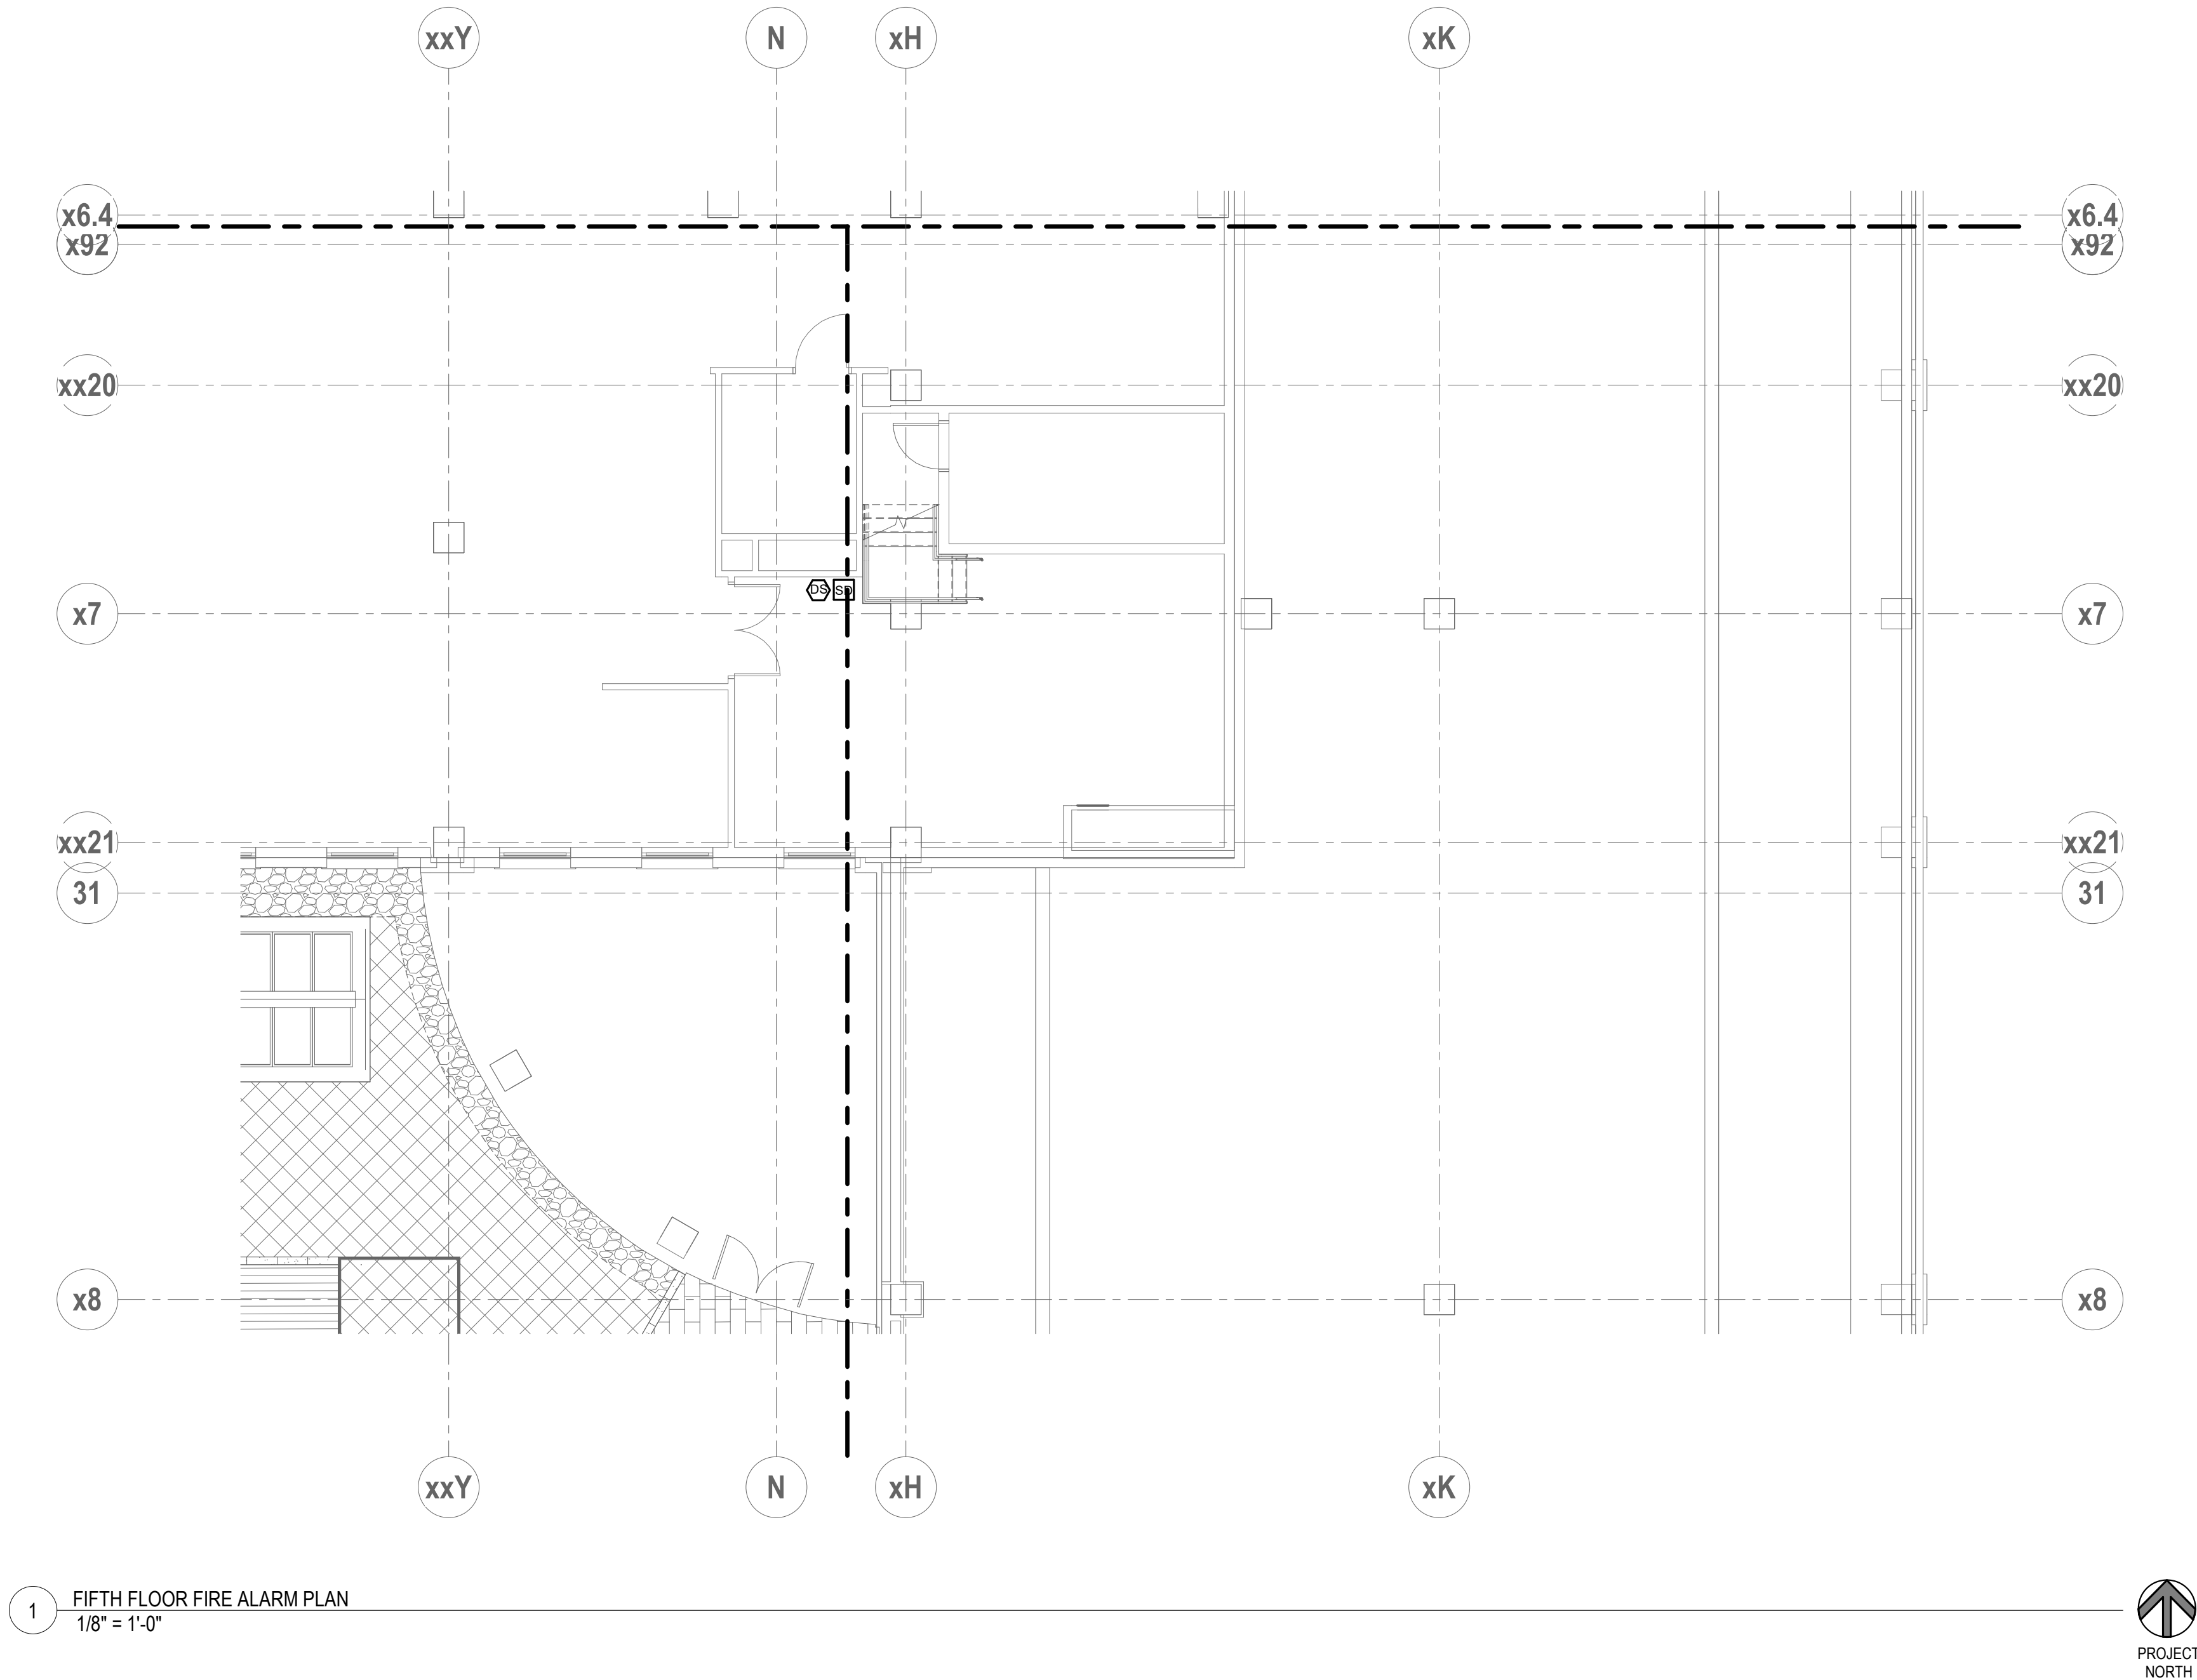 xxY N xH xK
x6.4 x6.4
x92 x92
xx20 xx20
DS SD
x7 x7
xx21 xx21
31 31
x8 x8
xxY N xH xK
1 FIFTH FLOOR FIRE ALARM PLAN
1/8" = 1'-0"
PROJECT
NORTH